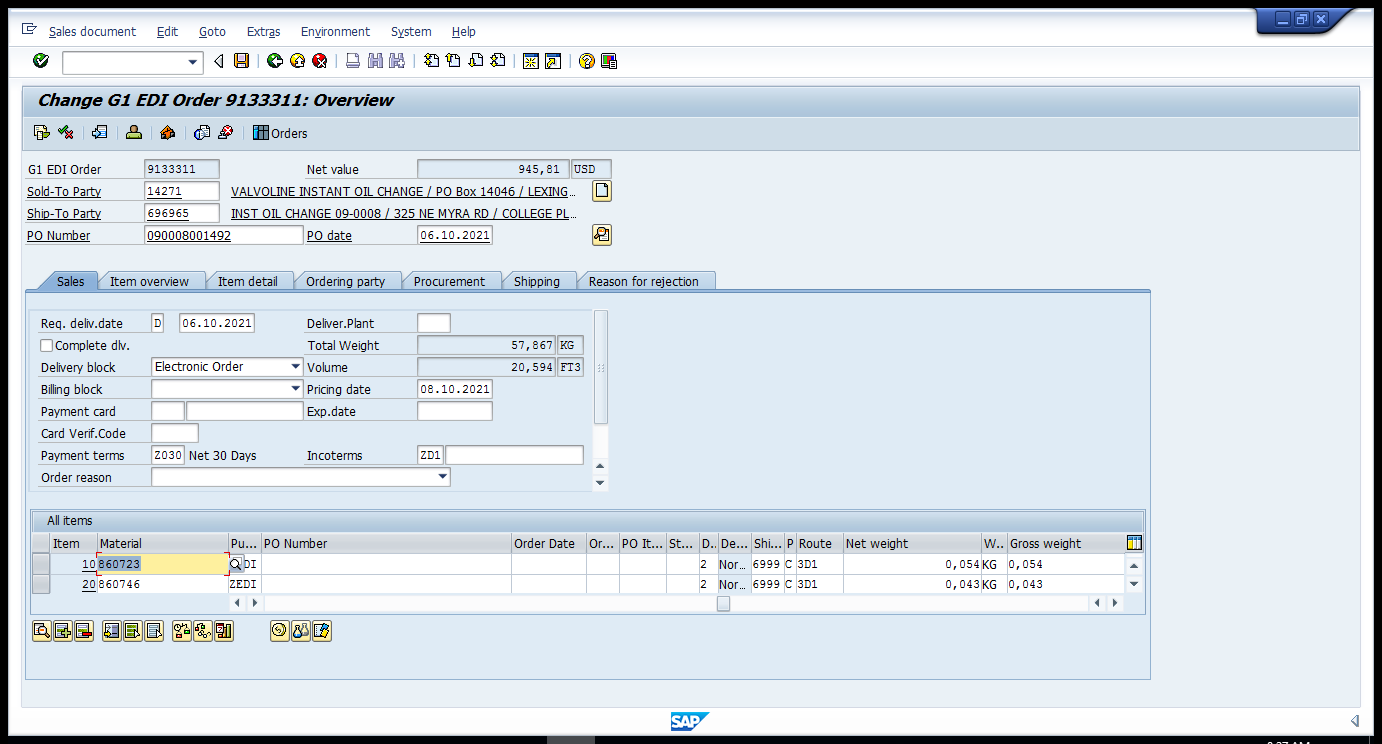 Sales document Edit Goto Extras Environment System Help
Change G1 EDI Order 9133311: Overview
Orders
G1 EDI Order 9133311 Net value 945,81 USD
Sold-To Party 14271 VALVOLINE INSTANT OIL CHANGE / PO Box 14046 / LEXING...
Ship-To Party 696965 INST OIL CHANGE 09-0008 / 325 NE MYRA RD / COLLEGE PL...
PO Number 090008001492 PO date 06.10.2021
Sales Item overview Item detail Ordering party Procurement Shipping Reason for rejection
Req. deliv.date D 06.10.2021 Deliver.Plant
Complete dlv. Total Weight 57,867 KG
Delivery block Electronic Order Volume 20,594 FT3
Billing block Pricing date 08.10.2021
Payment card Exp.date
Card Verif.Code
Payment terms Z030 Net 30 Days Incoterms ZD1
Order reason
All items
Item Material Pu... PO Number Order Date Or... PO It... St... D.. De... Shi... P Route Net weight W... Gross weight
10 860723 DI 2 Nor... 6999 C 3D1 0,054 KG 0,054
20 860746 ZEDI 2 Nor... 6999 C 3D1 0,043 KG 0,043
SAP